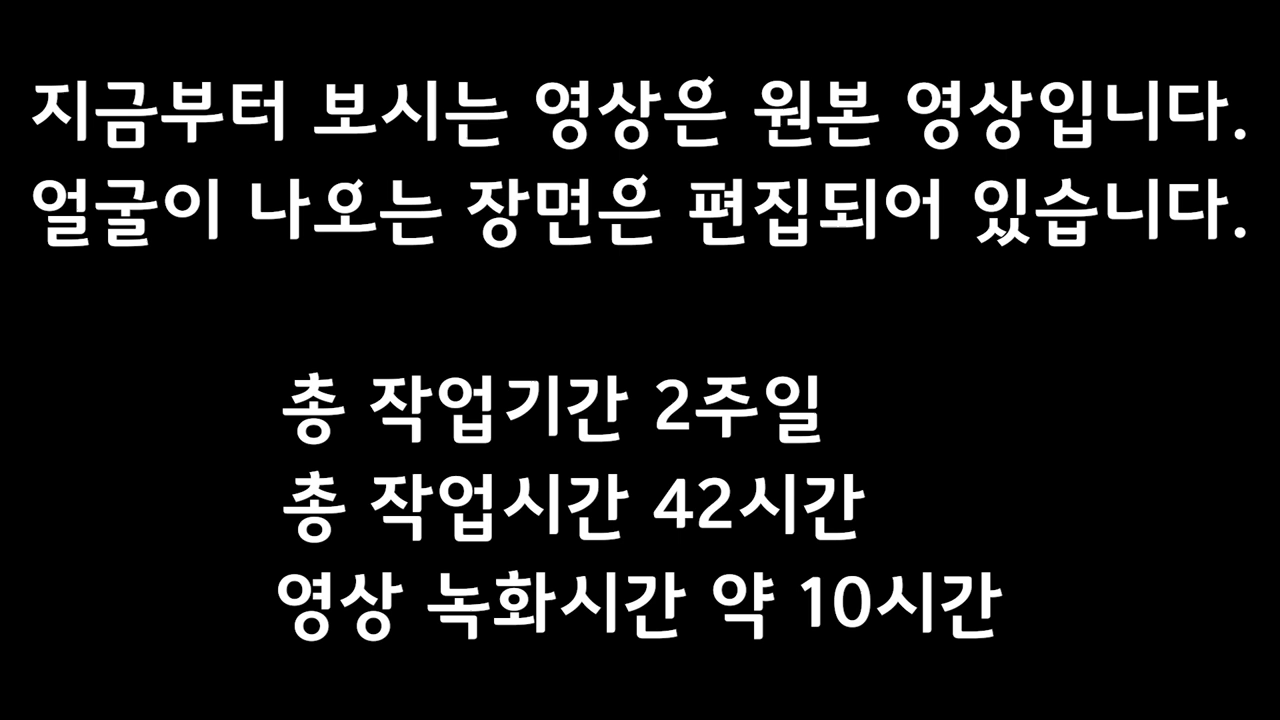 지금부터 보시는 영상은 원본 영상입니다.
얼굴이 나오는 장면은 편집되어 있습니다.
총 작업기간 2주일
총 작업시간 42시간
영상 녹화시간 약 10시간